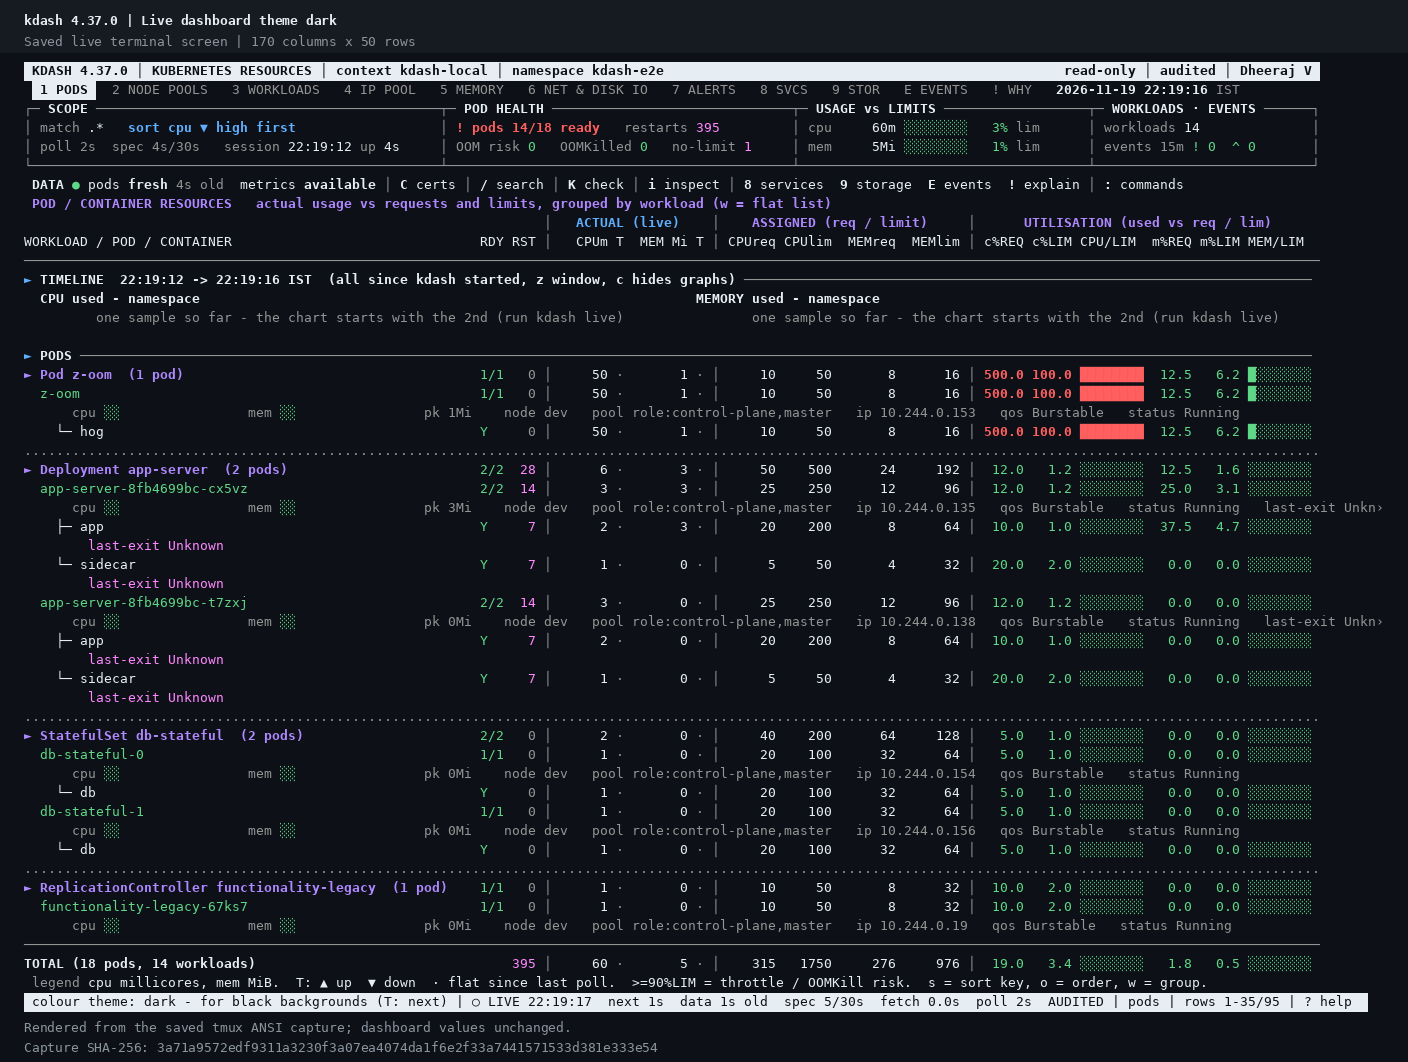 kdash 4.37.0 | Live dashboard theme dark
Saved live terminal screen | 170 columns x 50 rows
KDASH 4.37.0 │ KUBERNETES RESOURCES │ context kdash-local │ namespace kdash-e2e read-only │ audited │ Dheeraj V
1 PODS 2 NODE POOLS 3 WORKLOADS 4 IP POOL 5 MEMORY 6 NET & DISK IO 7 ALERTS 8 SVCS 9 STOR E EVENTS ! WHY 2026-11-19 22:19:16 IST
SCOPE POD HEALTH USAGE vs LIMITS WORKLOADS · EVENTS
match .* sort cpu ▼ high first │ ! pods 14/18 ready restarts 395 │ cpu 60m ░░░░░░░░ 3% lim │ workloads 14
poll 2s spec 4s/30s session 22:19:12 up 4s │ OOM risk 0 OOMKilled 0 no-limit 1 │ mem 5Mi ░░░░░░░░ 1% lim │ events 15m ! 0 ^ 0
DATA ● pods fresh 4s old metrics available │ C certs │ / search │ K check │ i inspect │ 8 services 9 storage E events ! explain │ : commands
POD / CONTAINER RESOURCES actual usage vs requests and limits, grouped by workload (w = flat list)
│ ACTUAL (live) │ ASSIGNED (req / limit) │ UTILISATION (used vs req / lim)
WORKLOAD / POD / CONTAINER RDY RST │ CPUm T MEM Mi T │ CPUreq CPUlim MEMreq MEMlim │ c%REQ c%LIM CPU/LIM m%REQ m%LIM MEM/LIM
► TIMELINE 22:19:12 -> 22:19:16 IST (all since kdash started, z window, c hides graphs)
CPU used - namespace MEMORY used - namespace
one sample so far - the chart starts with the 2nd (run kdash live) one sample so far - the chart starts with the 2nd (run kdash live)
► PODS
► Pod z-oom (1 pod) 1/1 0 │ 50 · 1 · │ 10 50 8 16 │ 500.0 100.0 ████████ 12.5 6.2 █░░░░░░░
z-oom 1/1 0 │ 50 · 1 · │ 10 50 8 16 │ 500.0 100.0 ████████ 12.5 6.2 █░░░░░░░
cpu ░░ mem ░░ pk 1Mi node dev pool role:control-plane,master ip 10.244.0.153 qos Burstable status Running
└─ hog Y 0 │ 50 · 1 · │ 10 50 8 16 │ 500.0 100.0 ████████ 12.5 6.2 █░░░░░░░
► Deployment app-server (2 pods) 2/2 28 │ 6 · 3 · │ 50 500 24 192 │ 12.0 1.2 ░░░░░░░░ 12.5 1.6 ░░░░░░░░
app-server-8fb4699bc-cx5vz 2/2 14 │ 3 · 3 · │ 25 250 12 96 │ 12.0 1.2 ░░░░░░░░ 25.0 3.1 ░░░░░░░░
cpu ░░ mem ░░ pk 3Mi node dev pool role:control-plane,master ip 10.244.0.135 qos Burstable status Running last-exit Unkn›
├─ app Y 7 │ 2 · 3 · │ 20 200 8 64 │ 10.0 1.0 ░░░░░░░░ 37.5 4.7 ░░░░░░░░
last-exit Unknown
└─ sidecar Y 7 │ 1 · 0 · │ 5 50 4 32 │ 20.0 2.0 ░░░░░░░░ 0.0 0.0 ░░░░░░░░
last-exit Unknown
app-server-8fb4699bc-t7zxj 2/2 14 │ 3 · 0 · │ 25 250 12 96 │ 12.0 1.2 ░░░░░░░░ 0.0 0.0 ░░░░░░░░
cpu ░░ mem ░░ pk 0Mi node dev pool role:control-plane,master ip 10.244.0.138 qos Burstable status Running last-exit Unkn›
├─ app Y 7 │ 2 · 0 · │ 20 200 8 64 │ 10.0 1.0 ░░░░░░░░ 0.0 0.0 ░░░░░░░░
last-exit Unknown
└─ sidecar Y 7 │ 1 · 0 · │ 5 50 4 32 │ 20.0 2.0 ░░░░░░░░ 0.0 0.0 ░░░░░░░░
last-exit Unknown
► StatefulSet db-stateful (2 pods) 2/2 0 │ 2 · 0 · │ 40 200 64 128 │ 5.0 1.0 ░░░░░░░░ 0.0 0.0 ░░░░░░░░
db-stateful-0 1/1 0 │ 1 · 0 · │ 20 100 32 64 │ 5.0 1.0 ░░░░░░░░ 0.0 0.0 ░░░░░░░░
cpu ░░ mem ░░ pk 0Mi node dev pool role:control-plane,master ip 10.244.0.154 qos Burstable status Running
└─ db Y 0 │ 1 · 0 · │ 20 100 32 64 │ 5.0 1.0 ░░░░░░░░ 0.0 0.0 ░░░░░░░░
db-stateful-1 1/1 0 │ 1 · 0 · │ 20 100 32 64 │ 5.0 1.0 ░░░░░░░░ 0.0 0.0 ░░░░░░░░
cpu ░░ mem ░░ pk 0Mi node dev pool role:control-plane,master ip 10.244.0.156 qos Burstable status Running
└─ db Y 0 │ 1 · 0 · │ 20 100 32 64 │ 5.0 1.0 ░░░░░░░░ 0.0 0.0 ░░░░░░░░
► ReplicationController functionality-legacy (1 pod) 1/1 0 │ 1 · 0 · │ 10 50 8 32 │ 10.0 2.0 ░░░░░░░░ 0.0 0.0 ░░░░░░░░
functionality-legacy-67ks7 1/1 0 │ 1 · 0 · │ 10 50 8 32 │ 10.0 2.0 ░░░░░░░░ 0.0 0.0 ░░░░░░░░
cpu ░░ mem ░░ pk 0Mi node dev pool role:control-plane,master ip 10.244.0.19 qos Burstable status Running
TOTAL (18 pods, 14 workloads) 395 │ 60 · 5 · │ 315 1750 276 976 │ 19.0 3.4 ░░░░░░░░ 1.8 0.5 ░░░░░░░░
legend cpu millicores, mem MiB. T: ▲ up ▼ down · flat since last poll. >=90%LIM = throttle / OOMKill risk. s = sort key, o = order, w = group.
colour theme: dark - for black backgrounds (T: next) | ○ LIVE 22:19:17 next 1s data 1s old spec 5/30s fetch 0.0s poll 2s AUDITED | pods | rows 1-35/95 | ? help
Rendered from the saved tmux ANSI capture; dashboard values unchanged.
Capture SHA-256: 3a71a9572edf9311a3230f3a07ea4074da1f6e2f33a7441571533d381e333e54